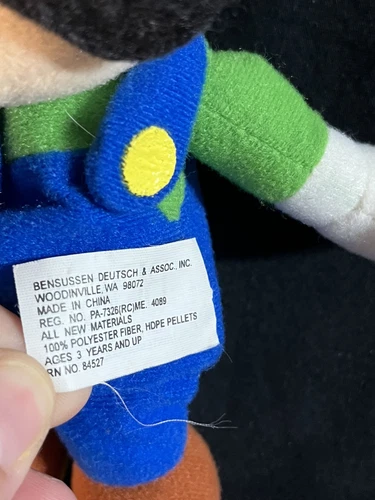 BENSUSSEN DEUTSCH & ASSOC., INC.
WOODINVILLE, WA 98072
MADE IN CHINA
REG. NO. PA-7326(RC)ME. 4089
ALL NEW MATERIALS
100% POLYESTER FIBER, HDPE PELLETS
AGES 3 YEARS AND UP
RN NO. 84527